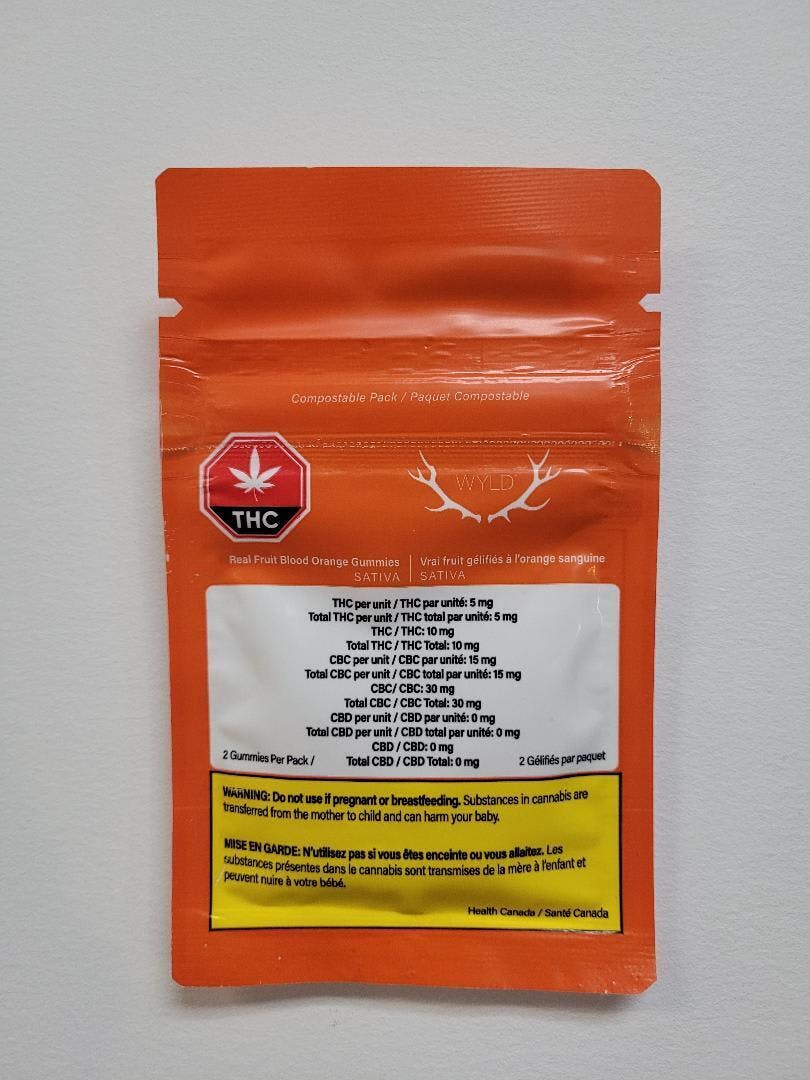 Compostable Pack / Paquet Compostable
THC
WYLD
Real Fruit Blood Orange Gummies
SATIVA
Vrai fruit gélifiés à l'orange sanguine
SATIVA
THC per unit / THC par unité: 5 mg
Total THC per unit / THC total par unité: 5 mg
THC / THC: 10 mg
Total THC / THC Total: 10 mg
CBC per unit / CBC par unité: 15 mg
Total CBC per unit / CBC total par unité: 15 mg
CBC/ CBC: 30 mg
Total CBC / CBC Total: 30 mg
CBD per unit / CBD par unité: 0 mg
Total CBD per unit / CBD total par unité: 0 mg
CBD / CBD: 0 mg
2 Gummies Per Pack / Total CBD / CBD Total: 0 mg 2 Gélifiés par paquet
WARNING: Do not use if pregnant or breastfeeding. Substances in cannabis are
transferred from the mother to child and can harm your baby.
MISE EN GARDE: N'utilisez pas si vous êtes enceinte ou vous allaitez. Les
substances présentes dans le cannabis sont transmises de la mère à l'enfant et
peuvent nuire à votre bébé.
Health Canada / Santé Canada